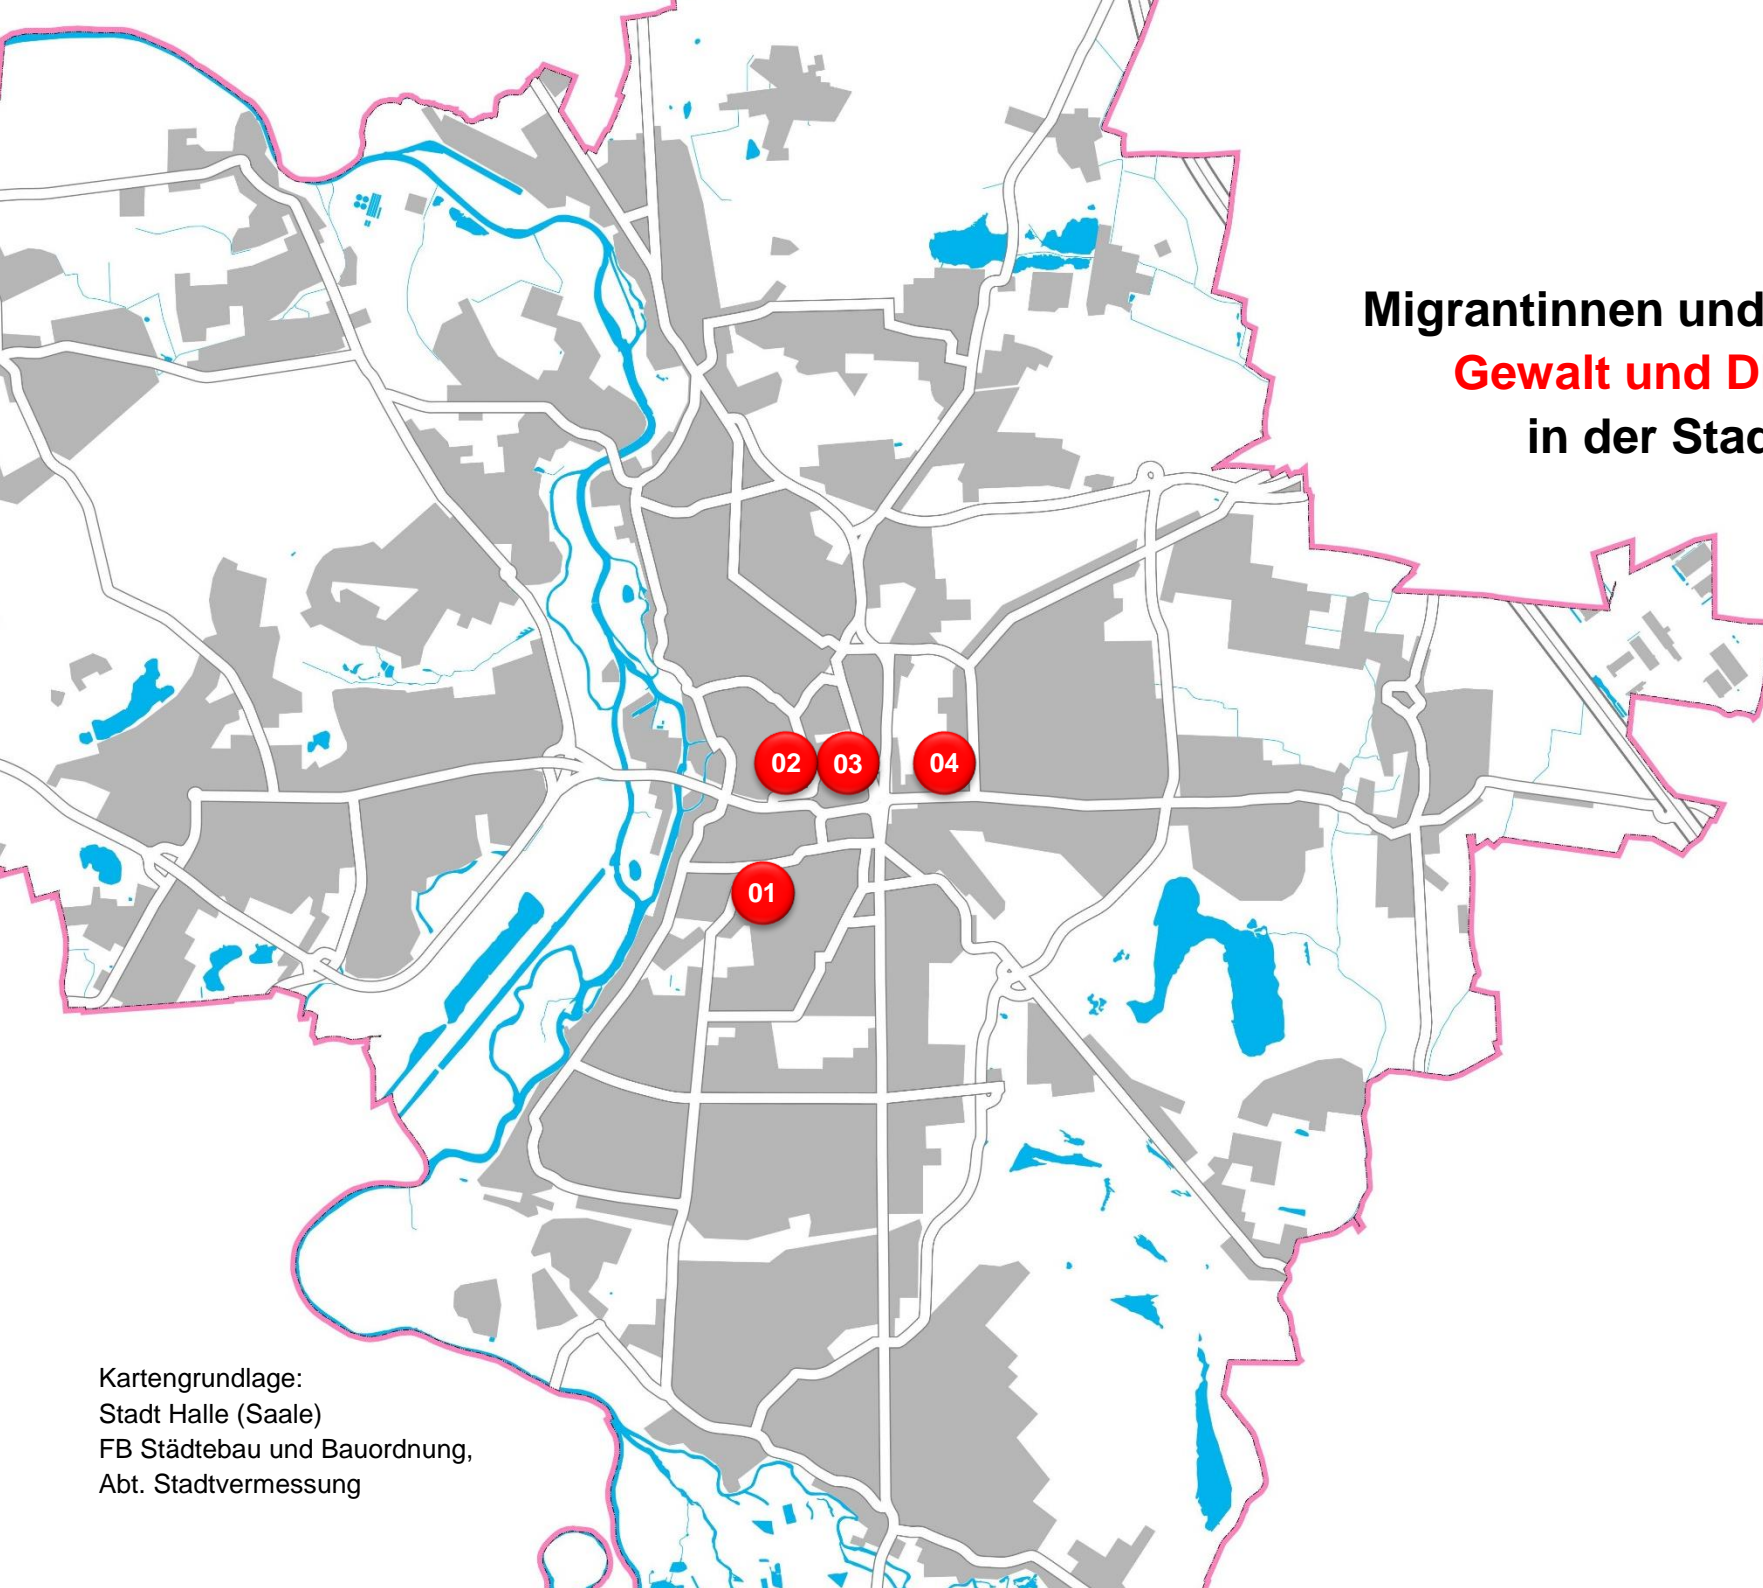 Migrantinnen und
Gewalt und D
in der Stad
02
03
04
01
Kartengrundlage:
Stadt Halle (Saale)
FB Städtebau und Bauordnung,
Abt. Stadtvermessung